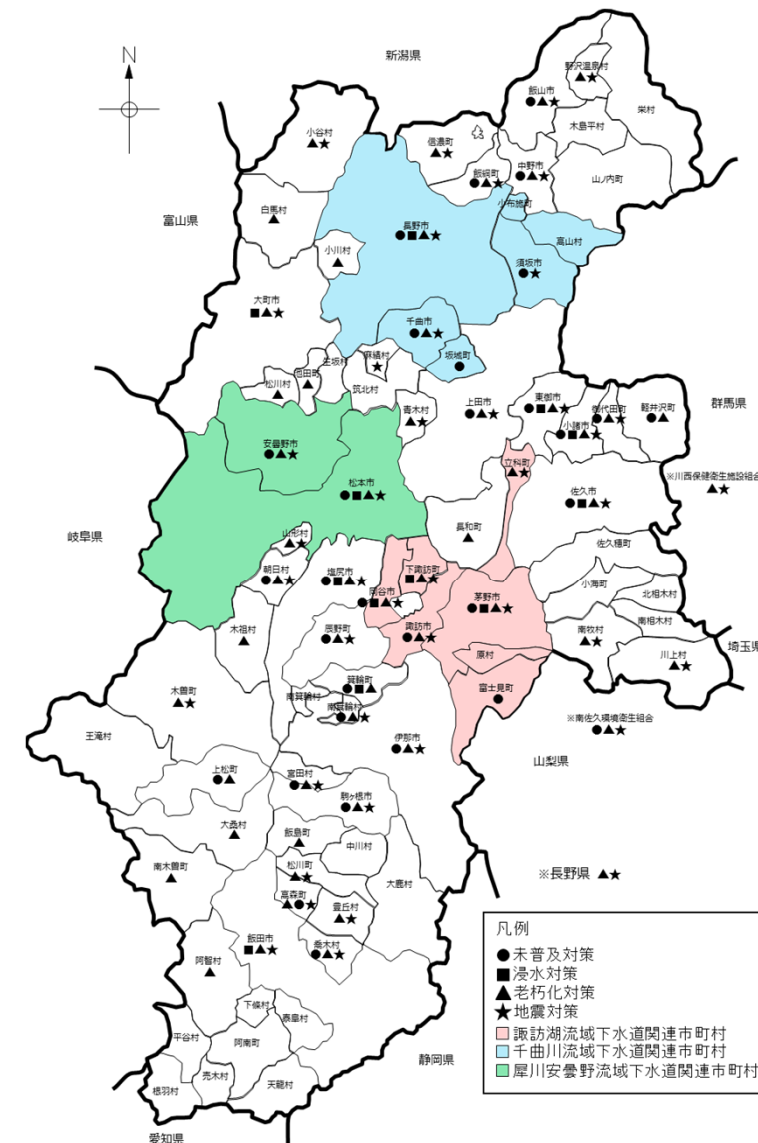 新潟県
N
野沢温泉村
▲★
飯山市
●▲★
栄村
木島平村
小谷村
▲★
信濃町
▲★
中野市
●▲★
飯綱町
●▲★
山ノ内町
小布施町
白馬村
▲
富山県
長野市
●■▲★
高山村
小川村
▲
須坂市
●★
大町市
■▲★
千曲市
●▲★
坂城町
●
麻績村
★
生坂村
池田町
▲
松川村
▲
筑北村
青木村
▲★
上田市
●▲★
東御市
●■▲★
御代田町
●▲★
軽井沢町
●▲
群馬県
小諸市
●■▲★
安曇野市
●▲★
立科町
▲★
※川西保健衛生施設組合
▲★
松本市
●■▲★
佐久市
●■▲★
長和町
▲
岐阜県
山形村
▲★
佐久穂町
朝日村
●▲★
塩尻市
●■▲★
下諏訪町
■▲★
小海町
北相木村
岡谷市
●■▲★
茅野市
●■▲★
南相木村
木祖村
▲
辰野町
●▲★
諏訪市
●▲★
南牧村
▲★
埼玉県
原村
川上村
▲★
木曽町
▲★
箕輪町
●■▲
富士見町
●
南箕輪村
●▲★
※南佐久環境衛生組合
●▲★
王滝村
伊那市
●▲★
山梨県
上松町
●▲
宮田村
●▲★
駒ヶ根市
●▲★
大桑村
▲
飯島町
▲
中川村
南木曽町
▲
松川町
▲★
大鹿村
※長野県 ▲★
高森町
▲●★
豊丘村
▲★
飯田市
■▲★
喬木村
●▲★
阿智村
▲
下條村
泰阜村
平谷村
阿南町
売木村
根羽村
天龍村
静岡県
愛知県
凡例
●未普及対策
■浸水対策
▲老朽化対策
★地震対策
諏訪湖流域下水道関連市町村
千曲川流域下水道関連市町村
犀川安曇野流域下水道関連市町村